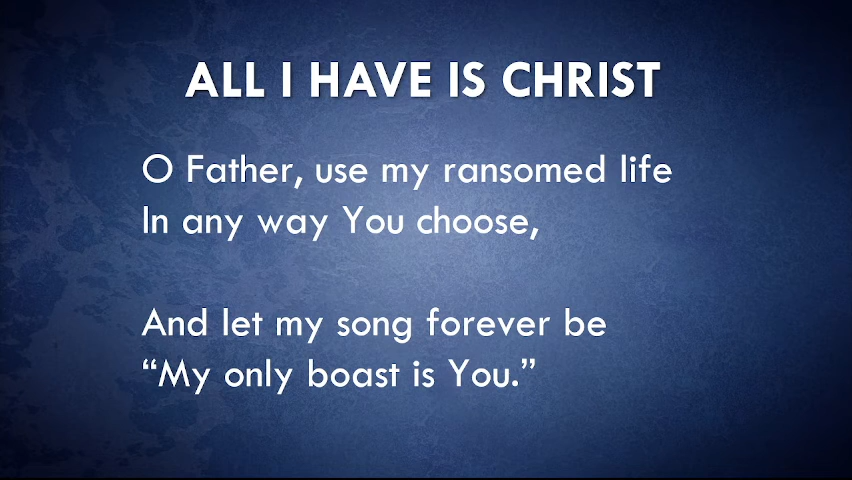 ALL I HAVE IS CHRIST
O Father, use my ransomed life
In any way You choose,
And let my song forever be
“My only boast is You.”